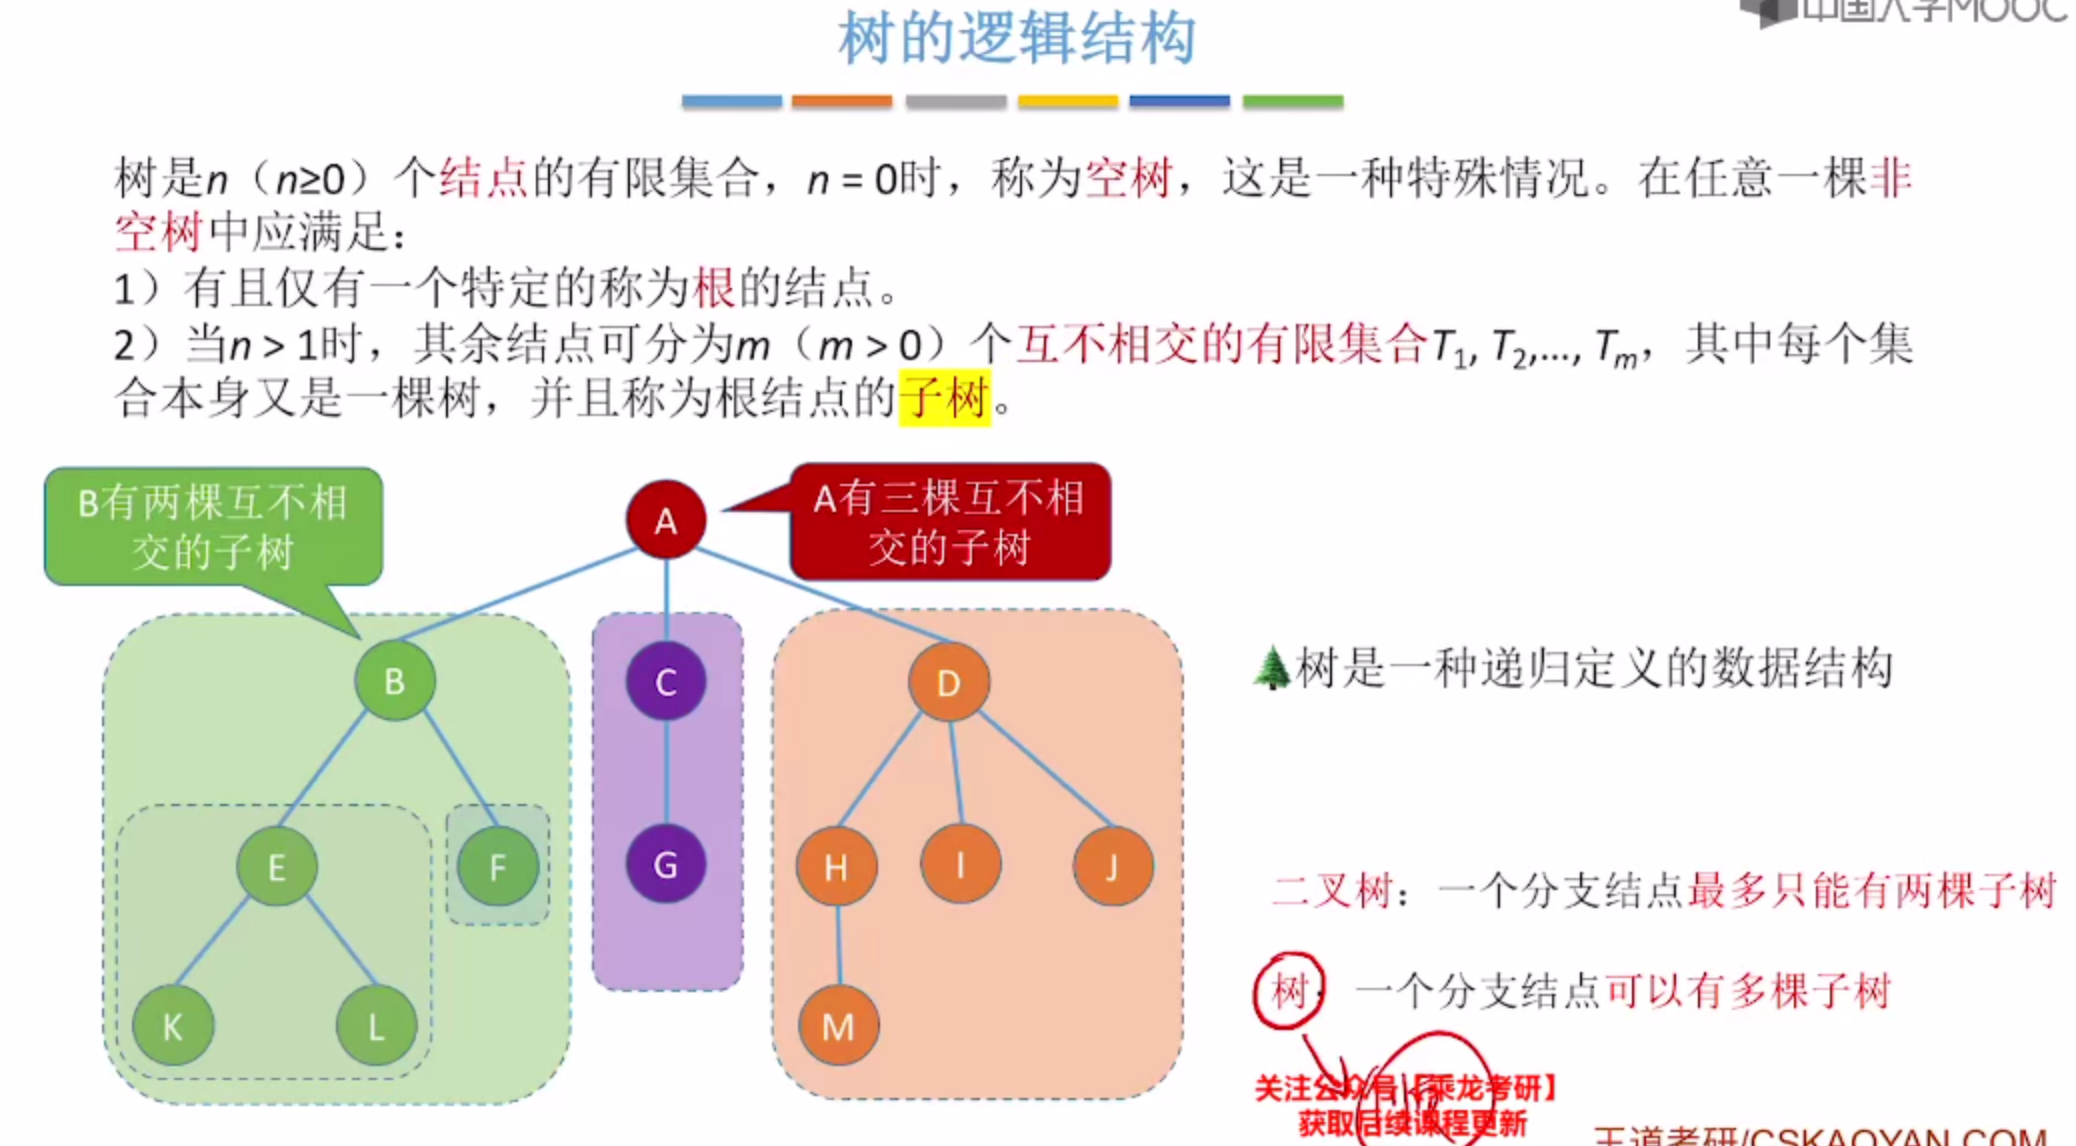 中国大学MOOC
树的逻辑结构
树是n（n≥0）个结点的有限集合，n = 0时，称为空树，这是一种特殊情况。在任意一棵非
空树中应满足：
1）有且仅有一个特定的称为根的结点。
2）当n > 1时，其余结点可分为m（m > 0）个互不相交的有限集合T1, T2,…, Tm，其中每个集
合本身又是一棵树，并且称为根结点的子树。
B有两棵互不相
交的子树
A
A有三棵互不相
交的子树
B
C
D
树是一种递归定义的数据结构
E
F
G
H
I
J
二叉树：一个分支结点最多只能有两棵子树
树：一个分支结点可以有多棵子树
K
L
M
关注公众号【乘龙考研】
获取后续课程更新
王道考研/CSKAOYAN.COM